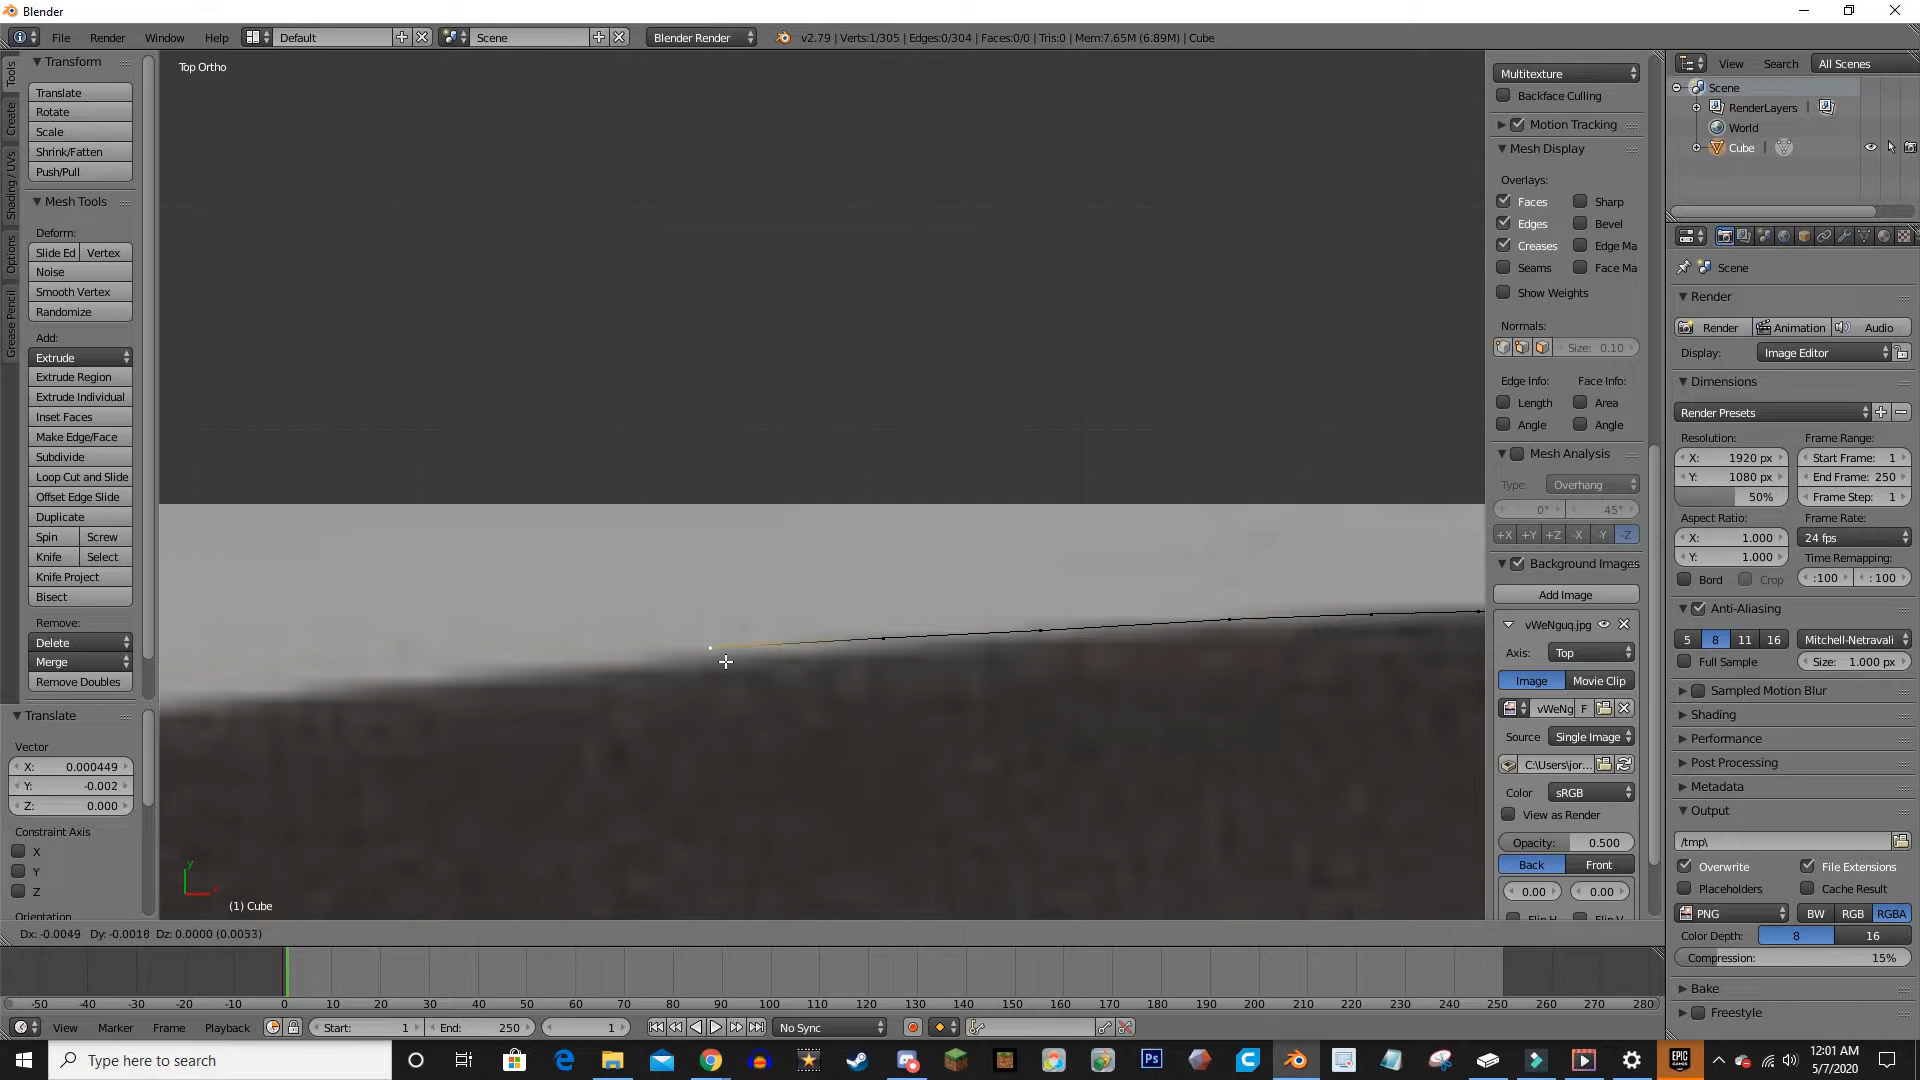 Blender
File Render Window Help Default Scene Blender Render v2.79 | Verts:1/305 | Edges:0/304 | Faces:0/0 | Tris:0 | Mem:7.65M (6.89M) | Cube
Tools
Create
Shading / UVs
Options
Grease Pencil
Transform
Translate
Rotate
Scale
Shrink/Fatten
Push/Pull
Mesh Tools
Deform:
Slide Ed Vertex
Noise
Smooth Vertex
Randomize
Add:
Extrude
Extrude Region
Extrude Individual
Inset Faces
Make Edge/Face
Subdivide
Loop Cut and Slide
Offset Edge Slide
Duplicate
Spin Screw
Knife Select
Knife Project
Bisect
Remove:
Delete
Merge
Remove Doubles
Translate
Vector
X: 0.000449
Y: -0.002
Z: 0.000
Constraint Axis
X
Y
Z
Orientation
Top Ortho
y
(1) Cube
Dx: -0.0049 Dy: -0.0018 Dz: 0.0000 (0.0053)
Multitexture
Backface Culling
Motion Tracking
Mesh Display
Overlays:
Faces Sharp
Edges Bevel
Creases Edge Ma
Seams Face Ma
Show Weights
Normals:
Size: 0.10
Edge Info: Face Info:
Length Area
Angle Angle
Mesh Analysis
Type: Overhang
0° 45°
+X +Y +Z -X -Y -Z
Background Images
Add Image
vWeNguq.jpg
Axis: Top
Image Movie Clip
vWeNg F
Source Single Image
C:\Users\jor...
Color sRGB
View as Render
Opacity: 0.500
Back Front
0.00 0.00
View Search All Scenes
Scene
RenderLayers |
World
Cube |
Scene
Render
Render Animation Audio
Display: Image Editor
Dimensions
Render Presets
Resolution: Frame Range:
X: 1920 px Start Frame: 1
Y: 1080 px End Frame: 250
50% Frame Step: 1
Aspect Ratio: Frame Rate:
X: 1.000 24 fps
Y: 1.000 Time Remapping:
Bord Crop :100 :100
Anti-Aliasing
5 8 11 16 Mitchell-Netravali
Full Sample Size: 1.000 px
Sampled Motion Blur
Shading
Performance
Post Processing
Metadata
Output
/tmp\
Overwrite File Extensions
Placeholders Cache Result
PNG BW RGB RGBA
Color Depth: 8 16
Compression: 15%
Bake
Freestyle
-50 -40 -30 -20 -10 0 10 20 30 40 50 60 70 80 90 100 110 120 130 140 150 160 170 180 190 200 210 220 230 240 250 260 270 280
View Marker Frame Playback Start: 1 End: 250 1 No Sync
Type here to search
Ps
EPIC GAMES
12:01 AM
5/7/2020